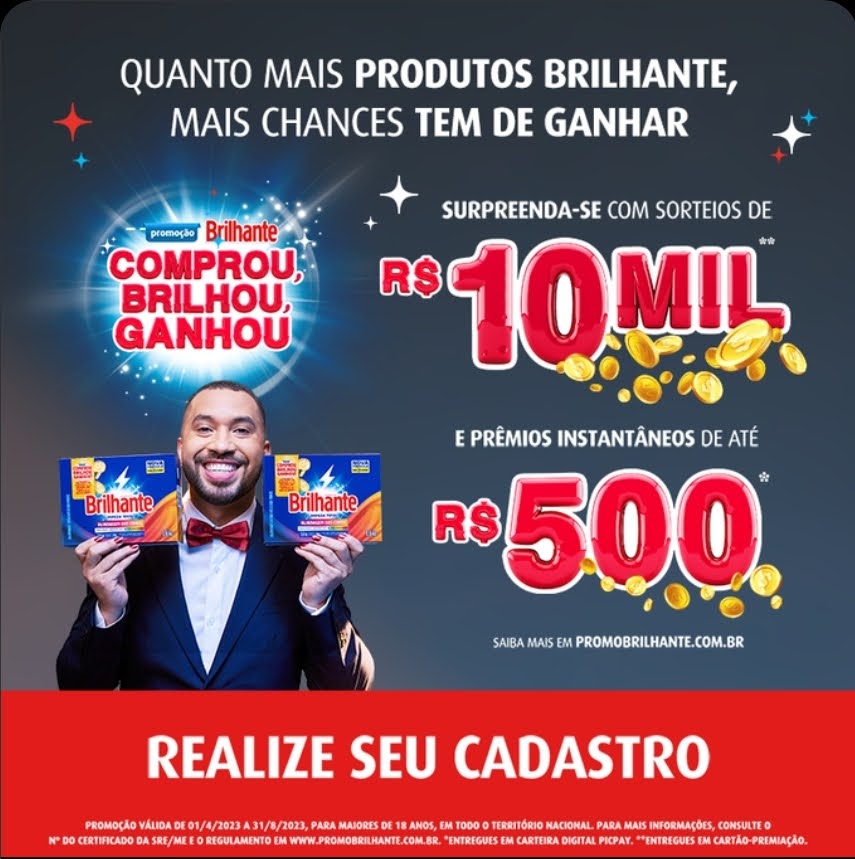 QUANTO MAIS PRODUTOS BRILHANTE,
MAIS CHANCES TEM DE GANHAR
promoção Brilhante
COMPROU,
BRILHOU,
GANHOU
SURPREENDA-SE COM SORTEIOS DE
R$ 10 MIL**
E PRÊMIOS INSTANTÂNEOS DE ATÉ
R$ 500*
Brilhante
Brilhante
SAIBA MAIS EM PROMOBRILHANTE.COM.BR
REALIZE SEU CADASTRO
PROMOÇÃO VÁLIDA DE 01/4/2023 A 31/8/2023, PARA MAIORES DE 18 ANOS, EM TODO O TERRITÓRIO NACIONAL. PARA MAIS INFORMAÇÕES, CONSULTE O
Nº DO CERTIFICADO DA SRE/ME E O REGULAMENTO EM WWW.PROMOBRILHANTE.COM.BR. *ENTREGUES EM CARTEIRA DIGITAL PICPAY. **ENTREGUES EM CARTÃO-PREMIAÇÃO.